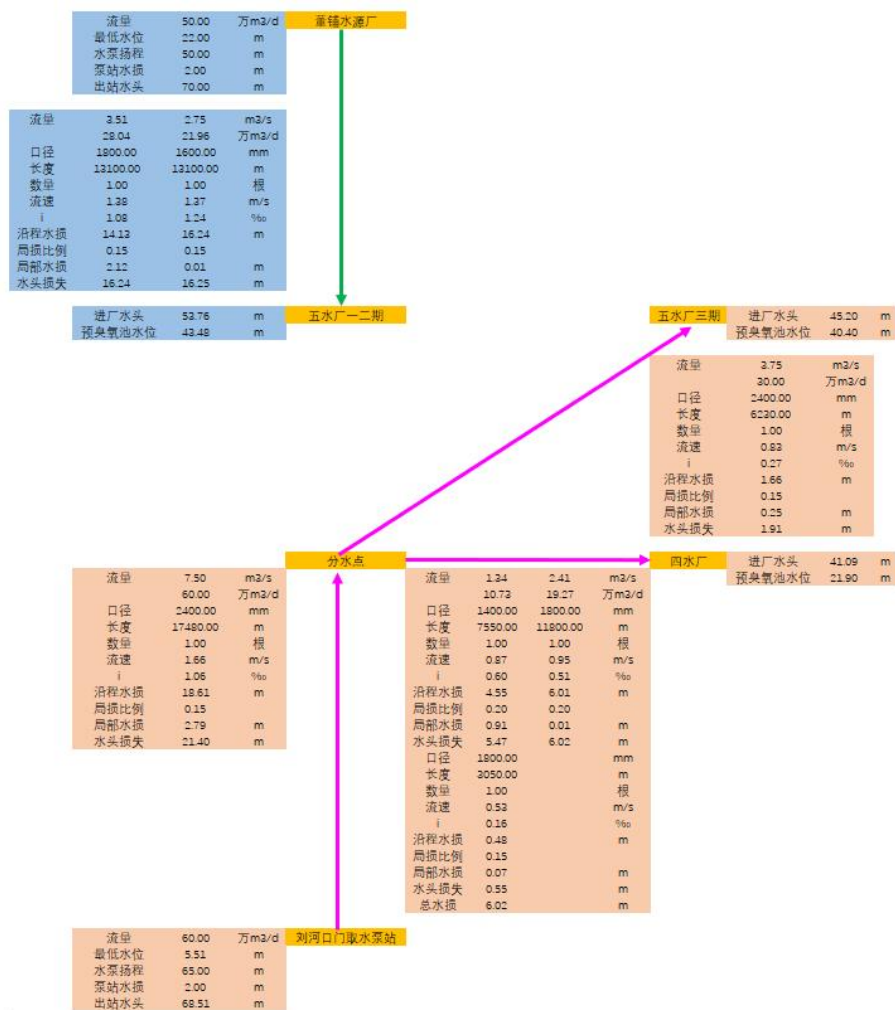 流量 50.00 万m3/d 董铺水源厂
最低水位 22.00 m
水泵扬程 50.00 m
泵站水损 2.00 m
出站水头 70.00 m
流量 3.51 2.75 m3/s
28.04 21.96 万m3/d
口径 1800.00 1600.00 mm
长度 13100.00 13100.00 m
数量 1.00 1.00 根
流速 1.38 1.37 m/s
i 1.08 1.24 ‰
沿程水损 14.13 16.24 m
局损比例 0.15 0.15
局部水损 2.12 0.01 m
水头损失 16.24 16.25 m
进厂水头 53.76 m 五水厂一二期
预臭氧池水位 43.48 m
五水厂三期 进厂水头 45.20 m
预臭氧池水位 40.40 m
流量 3.75 m3/s
30.00 万m3/d
口径 2400.00 mm
长度 6230.00 m
数量 1.00 根
流速 0.83 m/s
i 0.27 ‰
沿程水损 1.66 m
局损比例 0.15
局部水损 0.25 m
水头损失 1.91 m
分水点
四水厂 进厂水头 41.09 m
预臭氧池水位 21.90 m
流量 7.50 m3/s
60.00 万m3/d
口径 2400.00 mm
长度 17480.00 m
数量 1.00 根
流速 1.66 m/s
i 1.06 ‰
沿程水损 18.61 m
局损比例 0.15
局部水损 2.79 m
水头损失 21.40 m
流量 1.34 2.41 m3/s
10.73 19.27 万m3/d
口径 1400.00 1800.00 mm
长度 7550.00 11800.00 m
数量 1.00 1.00 根
流速 0.87 0.95 m/s
i 0.60 0.51 ‰
沿程水损 4.55 6.01 m
局损比例 0.20 0.20
局部水损 0.91 0.01 m
水头损失 5.47 6.02 m
口径 1800.00 mm
长度 3050.00 m
数量 1.00 根
流速 0.53 m/s
i 0.16 ‰
沿程水损 0.48 m
局损比例 0.15
局部水损 0.07 m
水头损失 0.55 m
总水损 6.02 m
流量 60.00 万m3/d 刘河口门取水泵站
最低水位 5.51 m
水泵扬程 65.00 m
泵站水损 2.00 m
出站水头 68.51 m